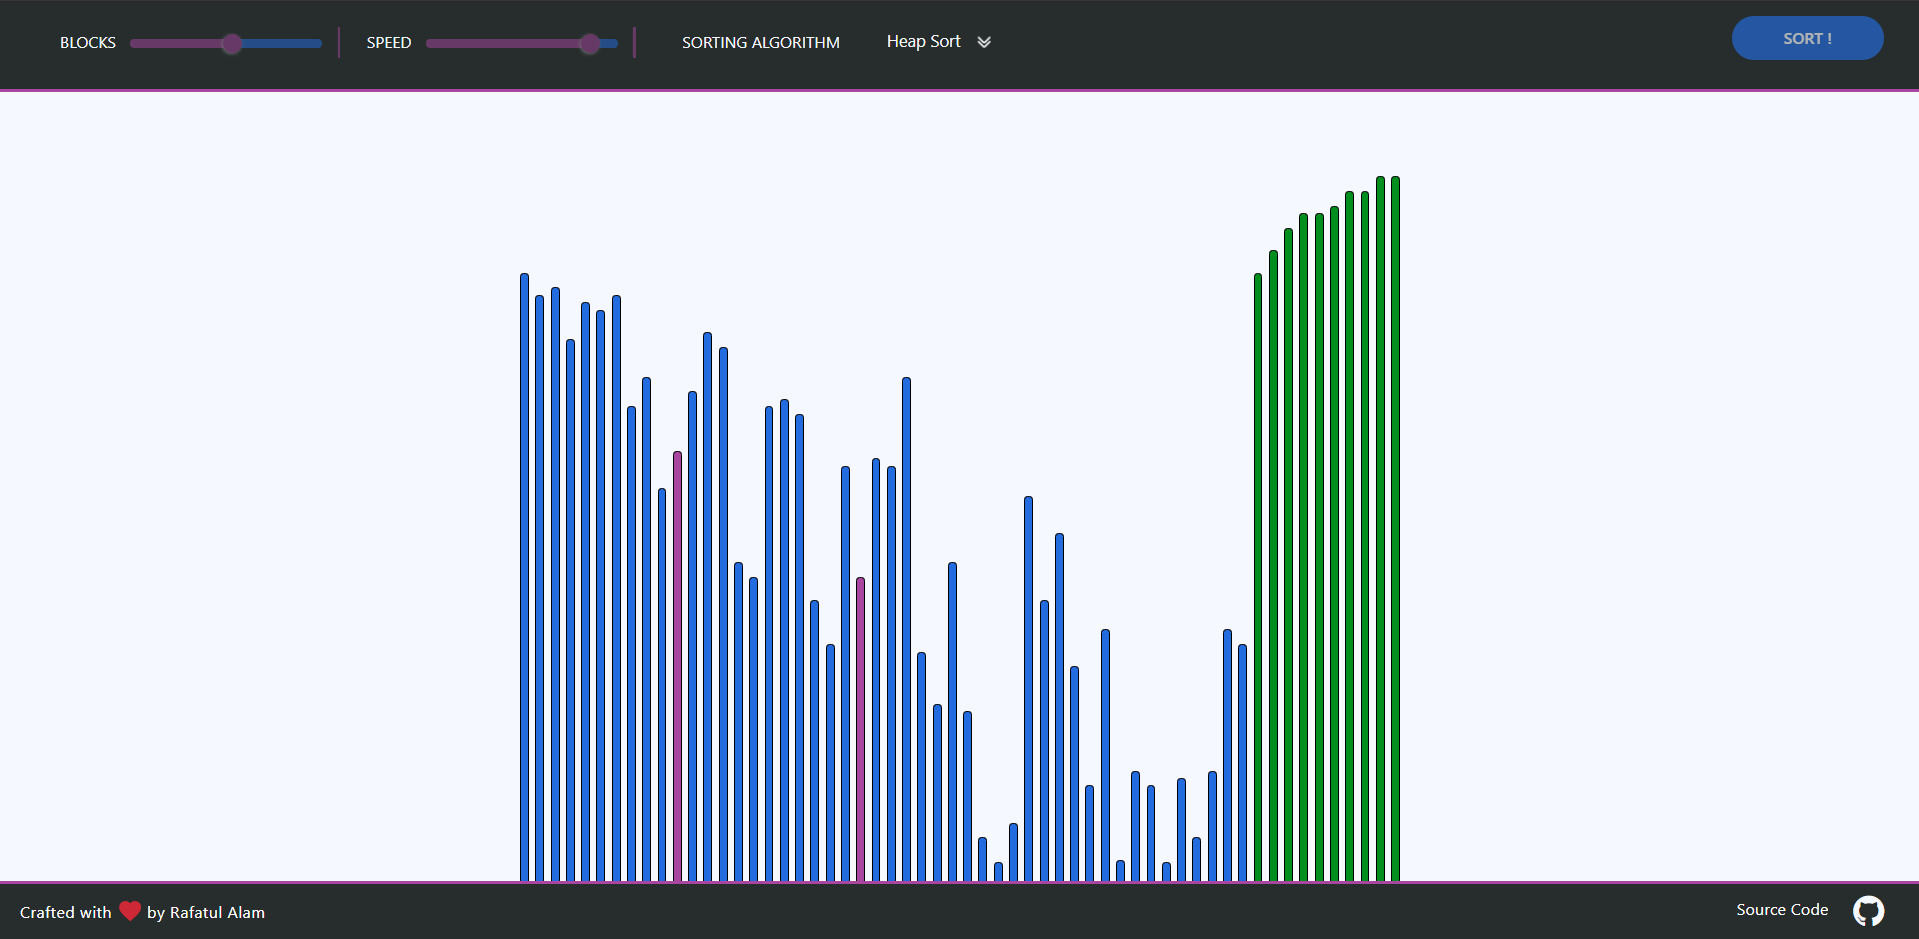 BLOCKS SPEED SORTING ALGORITHM Heap Sort SORT !
Crafted with by Rafatul Alam Source Code